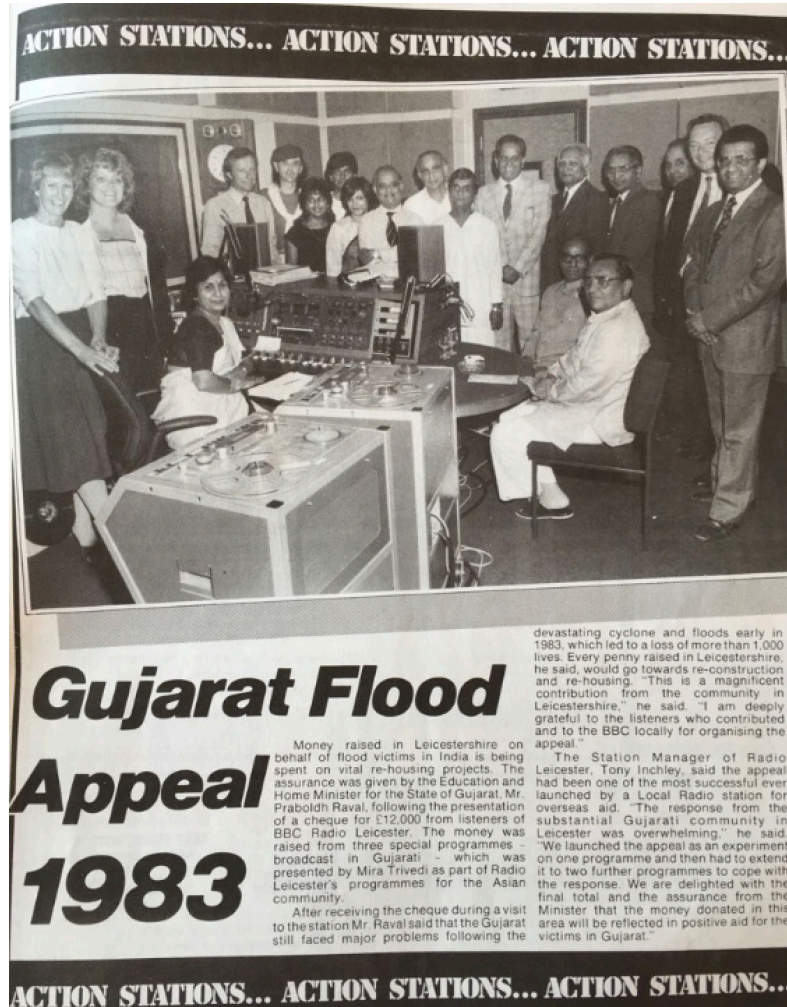 ACTION STATIONS... ACTION STATIONS... ACTION STATIONS...
Gujarat Flood
Appeal
1983
Money raised in Leicestershire on
behalf of flood victims in India is being
spent on vital re-housing projects. The
assurance was given by the Education and
Home Minister for the State of Gujarat, Mr.
Praboldh Raval, following the presentation
of a cheque for £12,000 from listeners of
BBC Radio Leicester. The money was
raised from three special programmes -
broadcast in Gujarati - which was
presented by Mira Trivedi as part of Radio
Leicester's programmes for the Asian
community.
After receiving the cheque during a visit
to the station Mr. Raval said that the Gujarat
still faced major problems following the
devastating cyclone and floods early in
1983, which led to a loss of more than 1,000
lives. Every penny raised in Leicestershire,
he said, would go towards re-construction
and re-housing. "This is a magnificent
contribution from the community in
Leicestershire," he said. "I am deeply
grateful to the listeners who contributed
and to the BBC locally for organising the
appeal."
The Station Manager of Radio
Leicester, Tony Inchley, said the appeal
had been one of the most successful ever
launched by a Local Radio station for
overseas aid. "The response from the
substantial Gujarati community in
Leicester was overwhelming," he said.
"We launched the appeal as an experiment
on one programme and then had to extend
it to two further programmes to cope with
the response. We are delighted with the
final total and the assurance from the
Minister that the money donated in this
area will be reflected in positive aid for the
victims in Gujarat."
ACTION STATIONS... ACTION STATIONS... ACTION STATIONS...